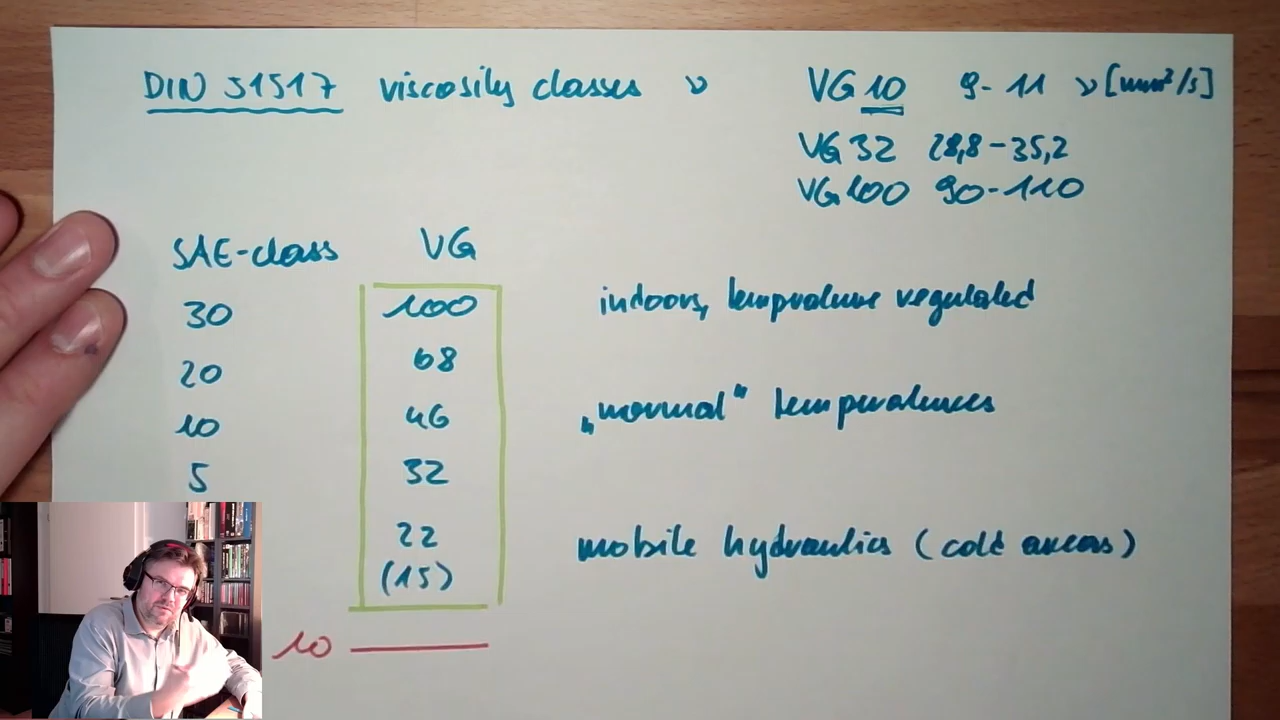 DIN 51517 viscosity classes ν
VG 10 9-11 ν [mm²/s]
VG 32 28,8-35,2
VG 100 90-110
SAE-class VG
30 100 indoors, temperature regulated
20 68
10 46 „normal" temperatures
5 32
22 mobile hydraulics (cold areas)
(15)
10